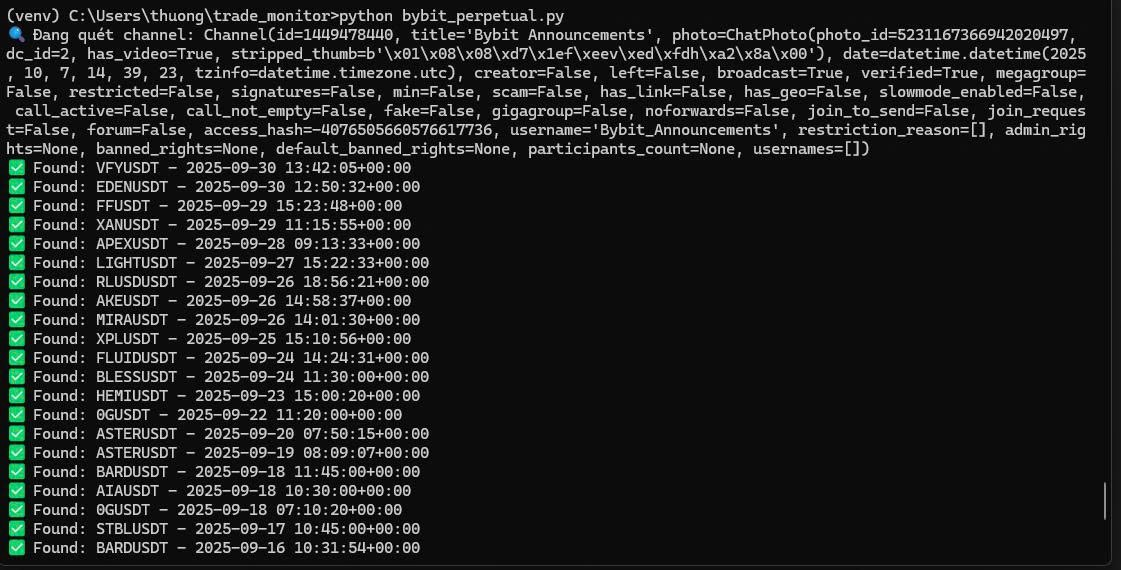 (venv) C:\Users\thuong\trade_monitor>python bybit_perpetual.py
🔍 Đang quét channel: Channel(id=1449478440, title='Bybit Announcements', photo=ChatPhoto(photo_id=5231167366942020497,
dc_id=2, has_video=True, stripped_thumb=b'\x01\x08\x08\xd7\x1ef\xeev\xed\xfdh\xa2\x8a\x00'), date=datetime.datetime(2025
, 10, 7, 14, 39, 23, tzinfo=datetime.timezone.utc), creator=False, left=False, broadcast=True, verified=True, megagroup=
False, restricted=False, signatures=False, min=False, scam=False, has_link=False, has_geo=False, slowmode_enabled=False,
call_active=False, call_not_empty=False, fake=False, gigagroup=False, noforwards=False, join_to_send=False, join_reques
t=False, forum=False, access_hash=-4076505660576617736, username='Bybit_Announcements', restriction_reason=[], admin_rig
hts=None, banned_rights=None, default_banned_rights=None, participants_count=None, usernames=[])
✅ Found: VFYUSDT – 2025-09-30 13:42:05+00:00
✅ Found: EDENUSDT – 2025-09-30 12:50:32+00:00
✅ Found: FFUSDT – 2025-09-29 15:23:48+00:00
✅ Found: XANUSDT – 2025-09-29 11:15:55+00:00
✅ Found: APEXUSDT – 2025-09-28 09:13:33+00:00
✅ Found: LIGHTUSDT – 2025-09-27 15:22:33+00:00
✅ Found: RLUSDUSDT – 2025-09-26 18:56:21+00:00
✅ Found: AKEUSDT – 2025-09-26 14:58:37+00:00
✅ Found: MIRAUSDT – 2025-09-26 14:01:30+00:00
✅ Found: XPLUSDT – 2025-09-25 15:10:56+00:00
✅ Found: FLUIDUSDT – 2025-09-24 14:24:31+00:00
✅ Found: BLESSUSDT – 2025-09-24 11:30:00+00:00
✅ Found: HEMIUSDT – 2025-09-23 15:00:20+00:00
✅ Found: 0GUSDT – 2025-09-22 11:20:00+00:00
✅ Found: ASTERUSDT – 2025-09-20 07:50:15+00:00
✅ Found: ASTERUSDT – 2025-09-19 08:09:07+00:00
✅ Found: BARDUSDT – 2025-09-18 11:45:00+00:00
✅ Found: AIAUSDT – 2025-09-18 10:30:00+00:00
✅ Found: 0GUSDT – 2025-09-18 07:10:20+00:00
✅ Found: STBLUSDT – 2025-09-17 10:45:00+00:00
✅ Found: BARDUSDT – 2025-09-16 10:31:54+00:00